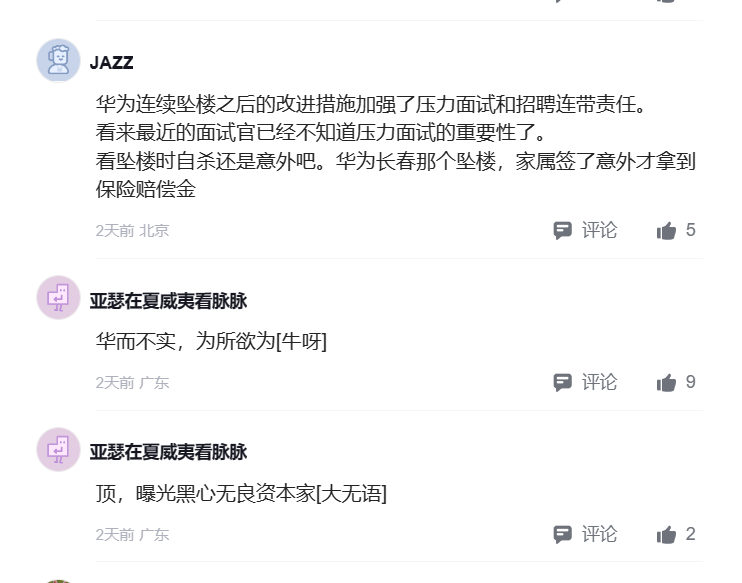 JAZZ
华为连续坠楼之后的改进措施加强了压力面试和招聘连带责任。
看来最近的面试官已经不知道压力面试的重要性了。
看坠楼时自杀还是意外吧。华为长春那个坠楼，家属签了意外才拿到
保险赔偿金
2天前 北京 评论 5
亚瑟在夏威夷看脉脉
华而不实，为所欲为[牛呀]
2天前 广东 评论 9
亚瑟在夏威夷看脉脉
顶，曝光黑心无良资本家[大无语]
2天前 广东 评论 2